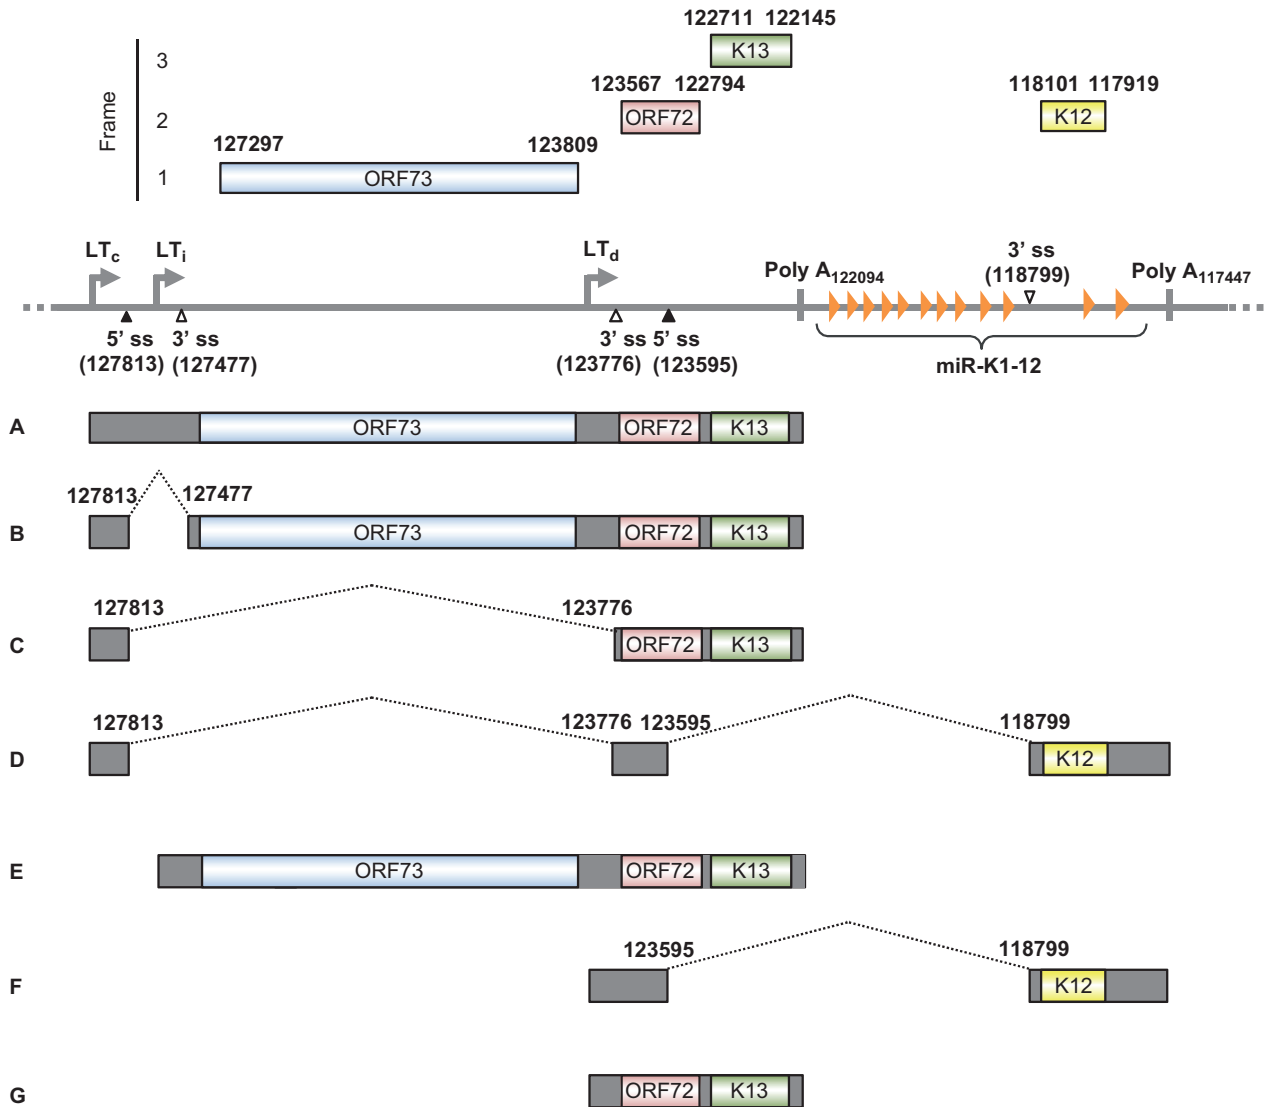 122711 122145
3 K13
123567 122794 118101 117919
Frame 2 ORF72 K12
127297 123809
1 ORF73
LTc LTi LTd 3' ss
(118799)
Poly A122094 Poly A117447
5' ss 3' ss 3' ss 5' ss
(127813) (127477) (123776) (123595) miR-K1-12
A ORF73 ORF72 K13
127813 127477
B ORF73 ORF72 K13
127813 123776
C ORF72 K13
127813 123776 123595 118799
D K12
E ORF73 ORF72 K13
123595 118799
F K12
G ORF72 K13